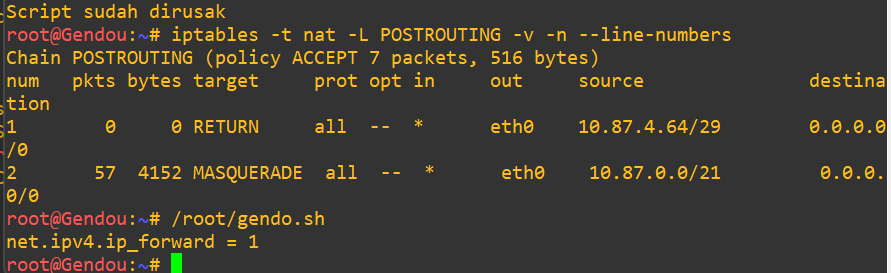 Script sudah dirusak
root@Gendou:~# iptables -t nat -L POSTROUTING -v -n --line-numbers
Chain POSTROUTING (policy ACCEPT 7 packets, 516 bytes)
num   pkts bytes target     prot opt in     out     source               destina
tion
1        0     0 RETURN     all  --  *      eth0    10.87.4.64/29        0.0.0.0
/0
2       57  4152 MASQUERADE  all  --  *      eth0    10.87.0.0/21         0.0.0.
0/0
root@Gendou:~# /root/gendo.sh
net.ipv4.ip_forward = 1
root@Gendou:~#